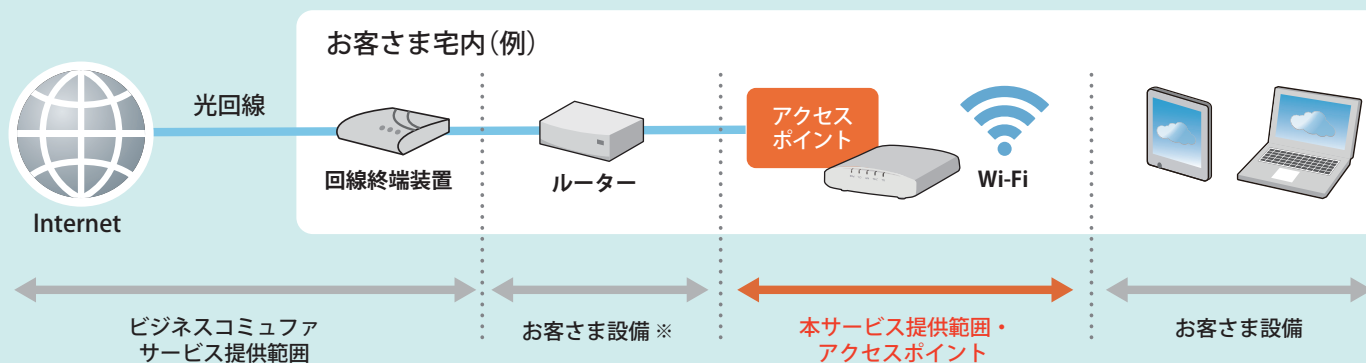 お客さま宅内(例)
光回線
アクセス
ポイント
回線終端装置
ルーター
Wi-Fi
Internet
ビジネスコミュファ
サービス提供範囲
お客さま設備 ※
本サービス提供範囲・
アクセスポイント
お客さま設備